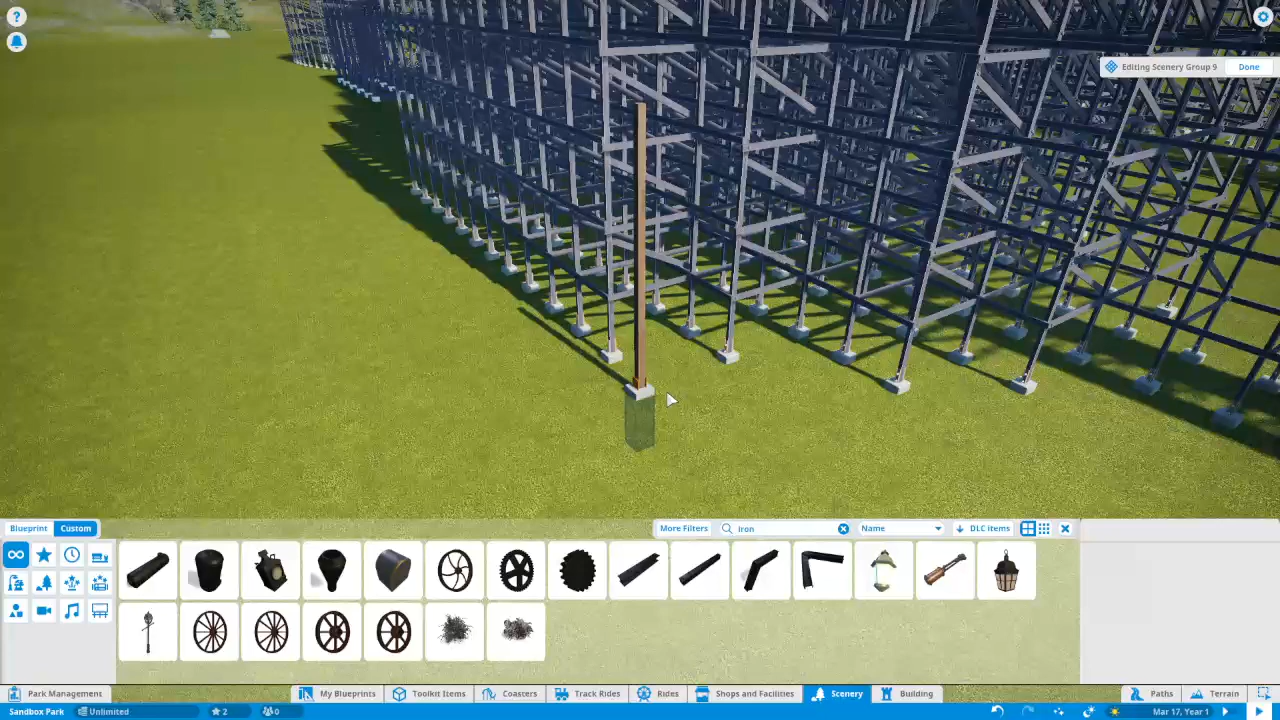 ?
Editing Scenery Group 9 Done
Blueprint Custom More Filters iron Name DLC items
Park Management My Blueprints Toolkit Items Coasters Track Rides Rides Shops and Facilities Scenery Building Paths Terrain
Sandbox Park Unlimited 2 0 Mar 17, Year 1